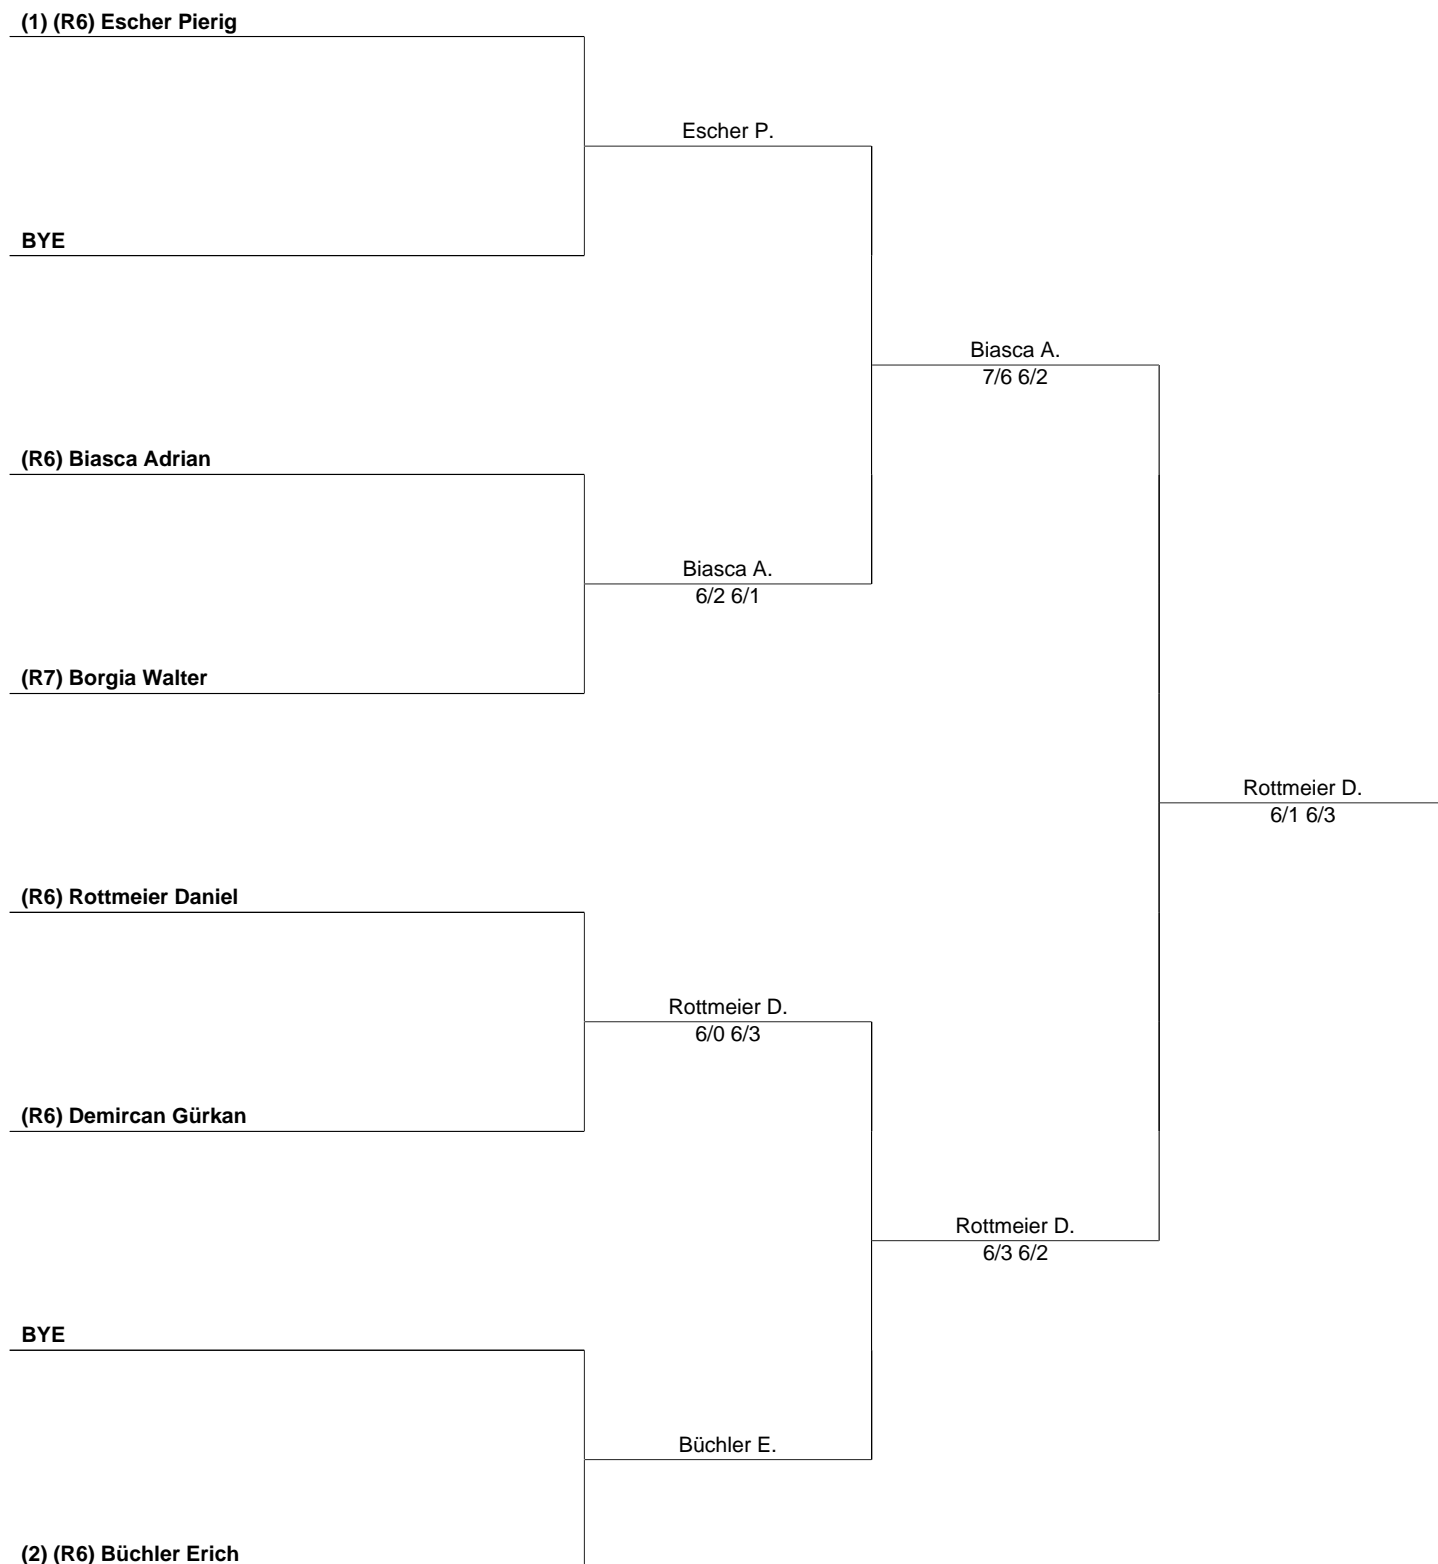 (1) (R6) Escher Pierig
Escher P.
BYE
Biasca A.
7/6 6/2
(R6) Biasca Adrian
Biasca A.
6/2 6/1
(R7) Borgia Walter
Rottmeier D.
6/1 6/3
(R6) Rottmeier Daniel
Rottmeier D.
6/0 6/3
(R6) Demircan Gürkan
Rottmeier D.
6/3 6/2
BYE
Büchler E.
(2) (R6) Büchler Erich